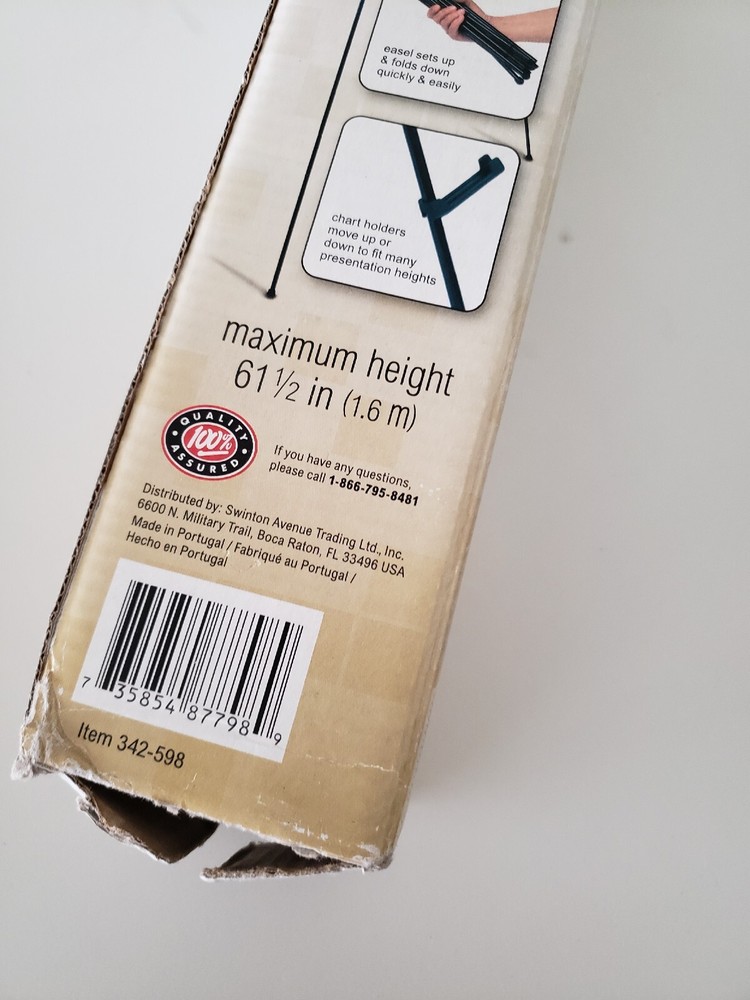 easel sets up
& folds down
quickly & easily
chart holders
move up or
down to fit many
presentation heights
maximum height
61 1/2 in (1.6 m)
QUALITY
100%
ASSURED
If you have any questions,
please call 1-866-795-8481
Distributed by: Swinton Avenue Trading Ltd., Inc.
6600 N. Military Trail, Boca Raton, FL 33496 USA
Made in Portugal / Fabriqué au Portugal /
Hecho en Portugal
7 35854 87798 9
Item 342-598